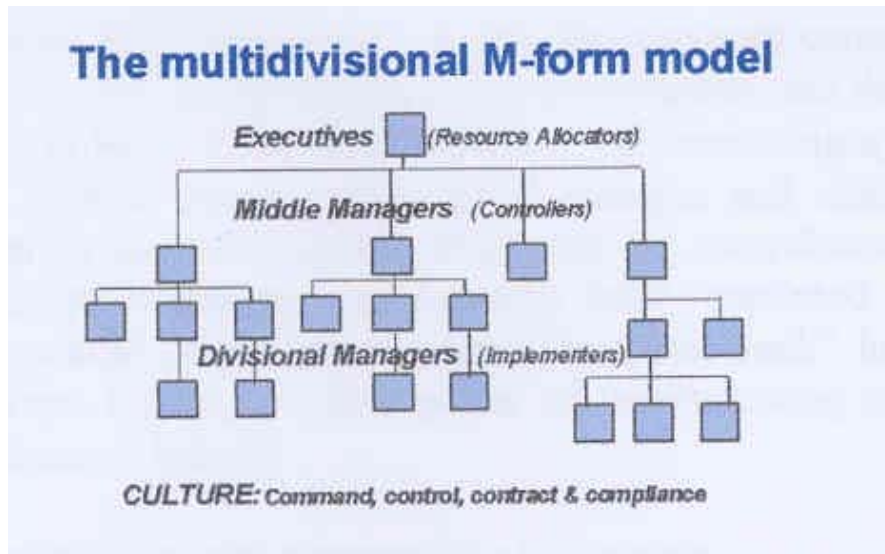 The multidivisional M-form model
Executives (Resource Allocators)
Middle Managers (Controllers)
Divisional Managers (Implementers)
CULTURE: Command, control, contract & compliance